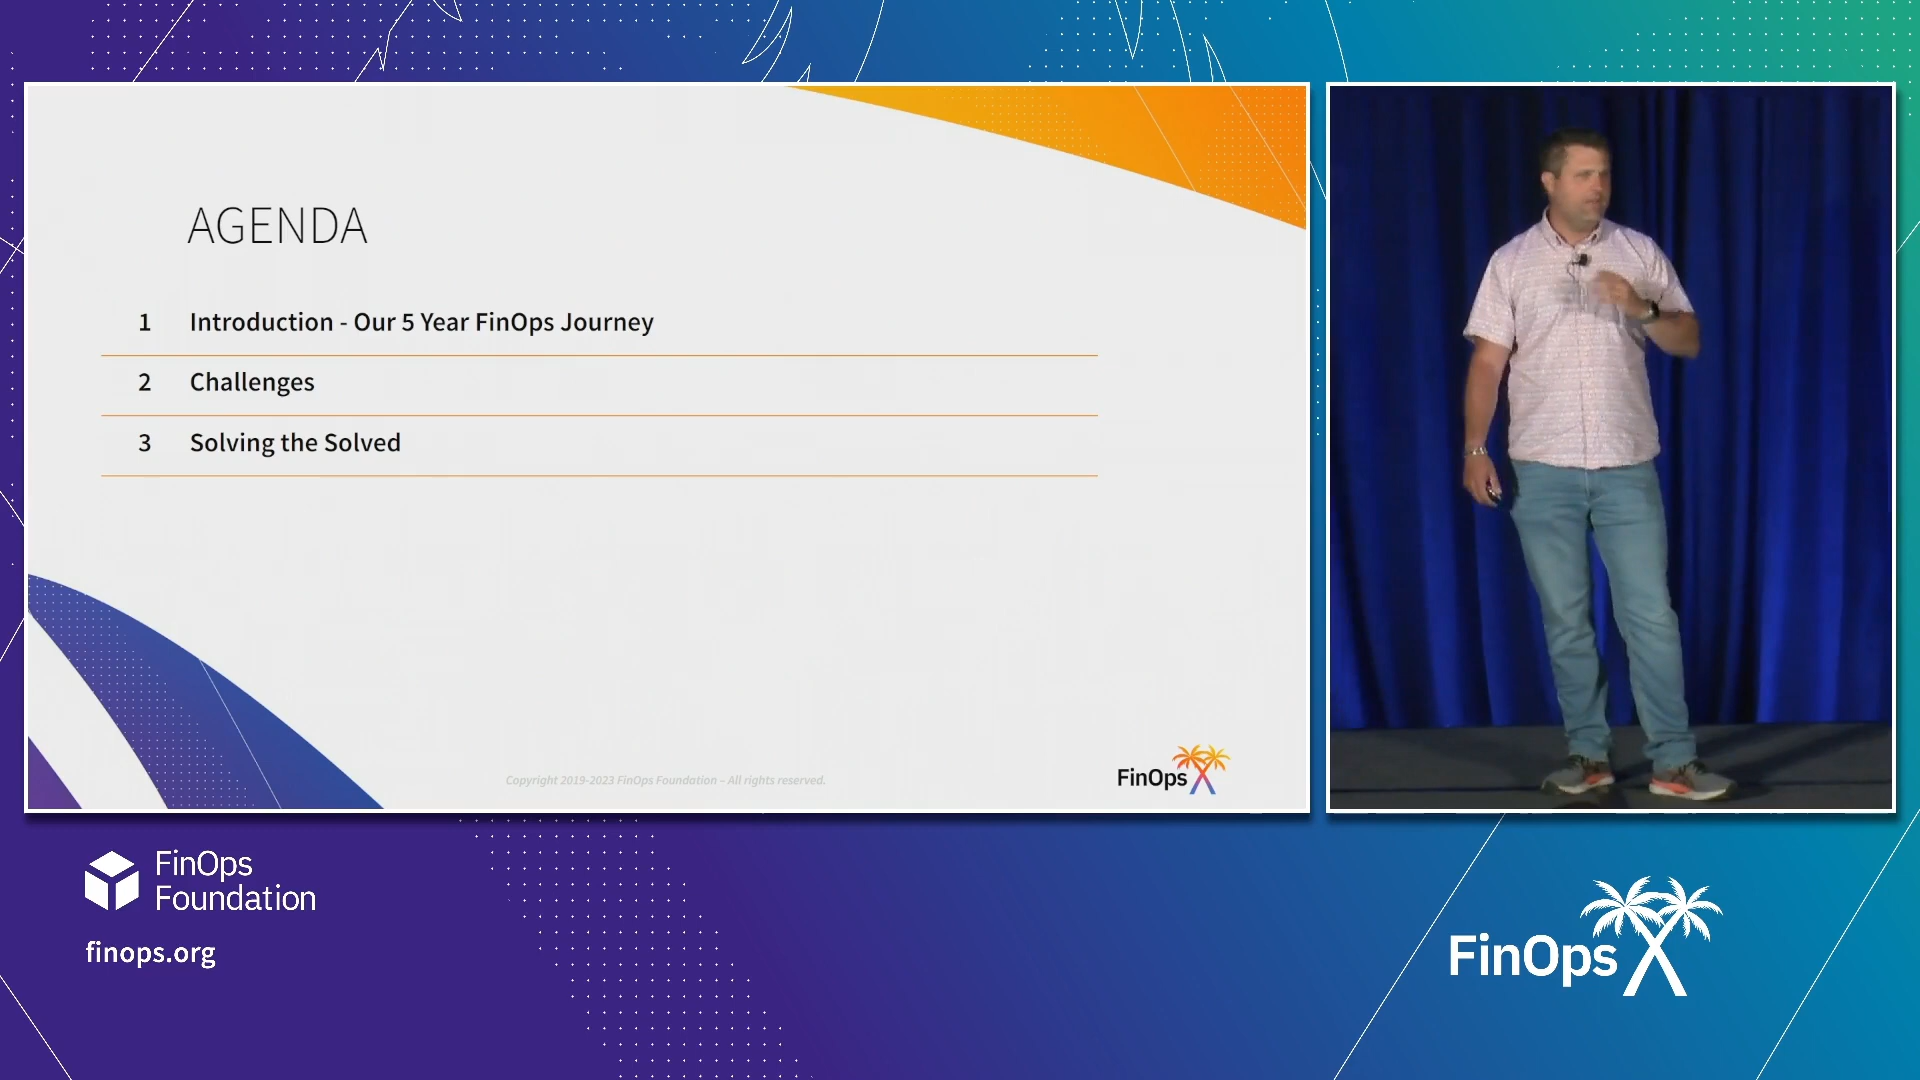 AGENDA
1 Introduction - Our 5 Year FinOps Journey
2 Challenges
3 Solving the Solved
Copyright 2019-2023 FinOps Foundation – All rights reserved.
FinOps X
FinOps
Foundation
finops.org
FinOps X